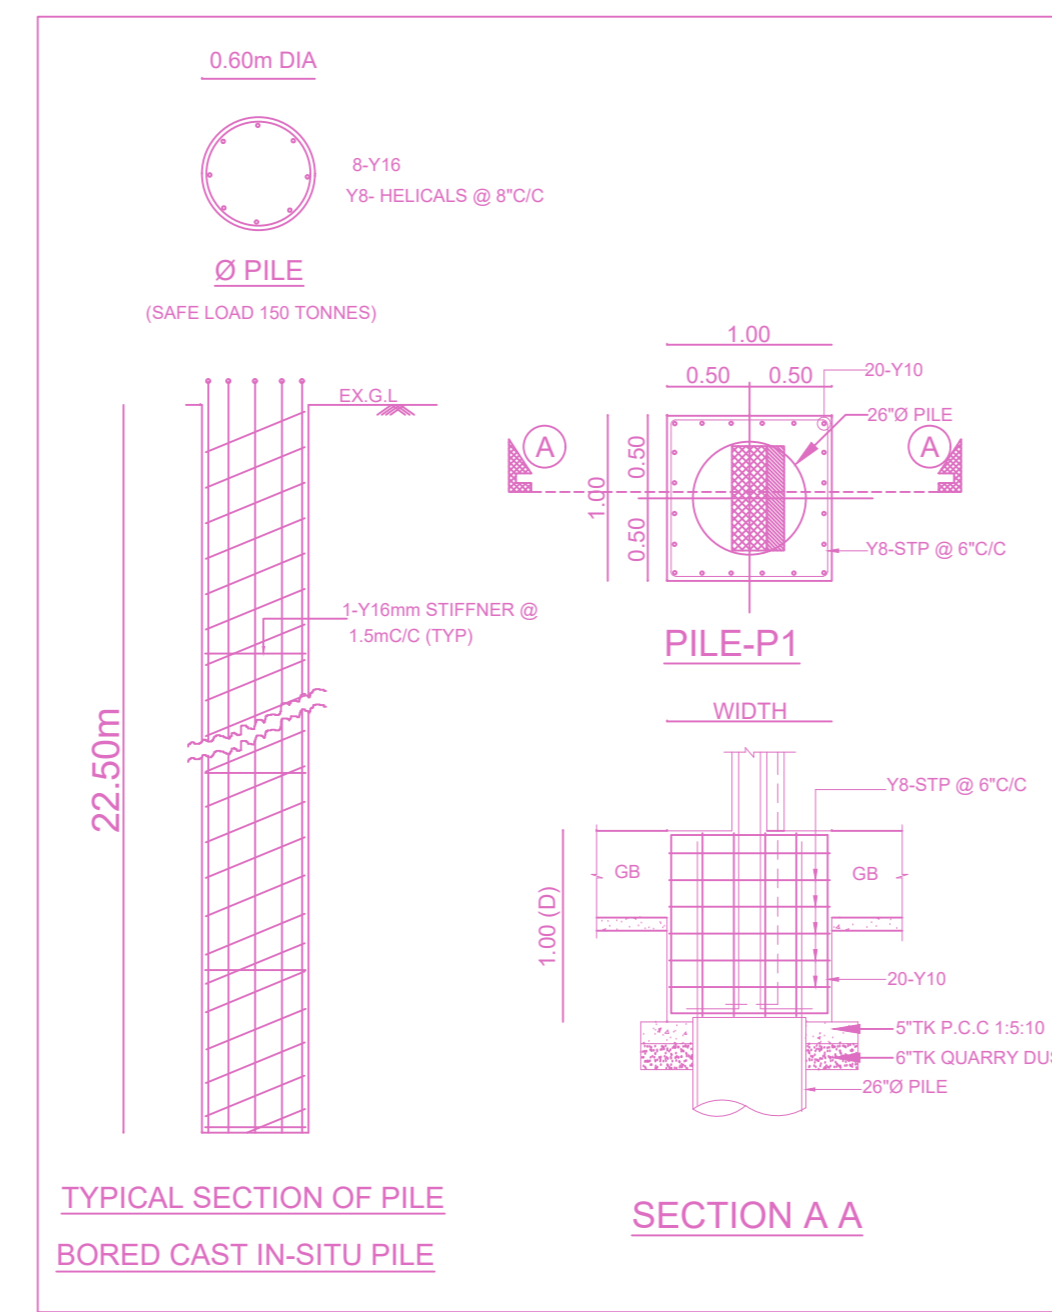 0.60m DIA
8-Y16
Y8- HELICALS @ 8"C/C
Ø PILE
(SAFE LOAD 150 TONNES)
EX.G.L
1-Y16mm STIFFNER @
1.5mC/C (TYP)
22.50m
TYPICAL SECTION OF PILE
BORED CAST IN-SITU PILE
1.00
0.50
0.50
20-Y10
26"Ø PILE
A
A
1.00
0.50
0.50
Y8-STP @ 6"C/C
PILE-P1
WIDTH
Y8-STP @ 6"C/C
GB
GB
1.00 (D)
20-Y10
5"TK P.C.C 1:5:10
6"TK QUARRY
26"Ø PILE
SECTION A A